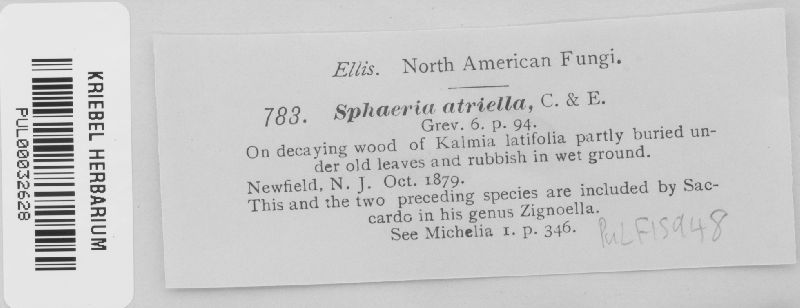 KRIEBEL HERBARIUM
PUL00032628
Ellis. North American Fungi.
783. Sphaeria atriella, C. & E.
Grev. 6. p. 94.
On decaying wood of Kalmia latifolia partly buried un-
der old leaves and rubbish in wet ground.
Newfield, N. J. Oct. 1879.
This and the two preceding species are included by Sac-
cardo in his genus Zignoella.
See Michelia 1. p. 346.
PULF15948